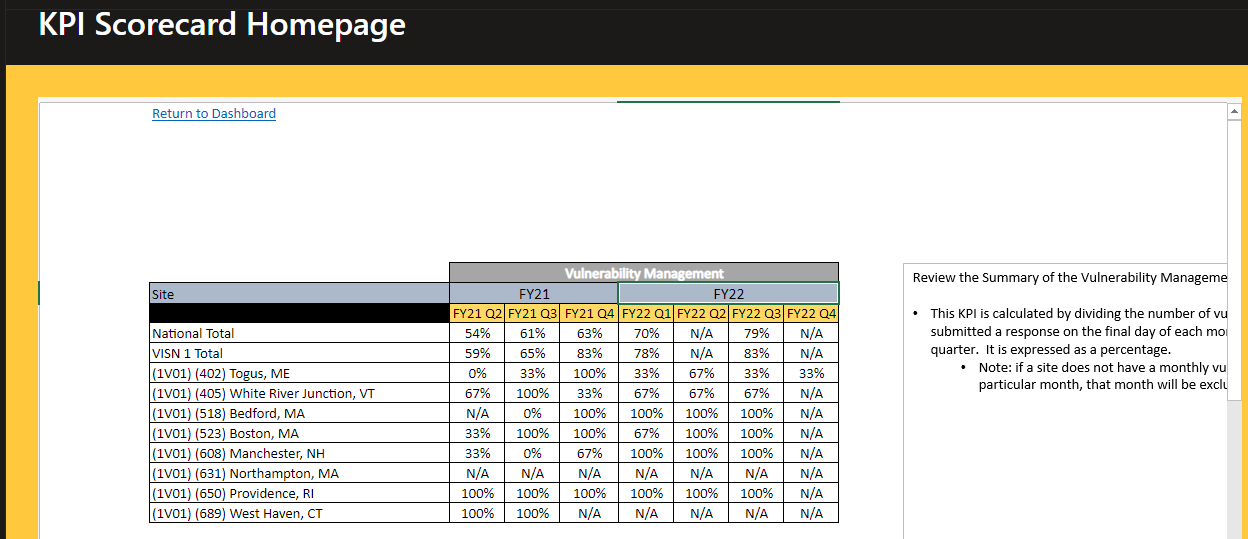 KPI Scorecard Homepage
Return to Dashboard
Vulnerability Management
Site FY21 FY22
FY21 Q2 FY21 Q3 FY21 Q4 FY22 Q1 FY22 Q2 FY22 Q3 FY22 Q4
National Total 54% 61% 63% 70% N/A 79% N/A
VISN 1 Total 59% 65% 83% 78% N/A 83% N/A
(1V01) (402) Togus, ME 0% 33% 100% 33% 67% 33% 33%
(1V01) (405) White River Junction, VT 67% 100% 33% 67% 67% 67% N/A
(1V01) (518) Bedford, MA N/A 0% 100% 100% 100% 100% N/A
(1V01) (523) Boston, MA 33% 100% 100% 67% 100% 100% N/A
(1V01) (608) Manchester, NH 33% 0% 67% 100% 100% 100% N/A
(1V01) (631) Northampton, MA N/A N/A N/A N/A N/A N/A N/A
(1V01) (650) Providence, RI 100% 100% 100% 100% 100% 100% N/A
(1V01) (689) West Haven, CT 100% 100% N/A N/A N/A N/A N/A
Review the Summary of the Vulnerability Manageme
• This KPI is calculated by dividing the number of vu
submitted a response on the final day of each mo
quarter. It is expressed as a percentage.
• Note: if a site does not have a monthly vu
particular month, that month will be exclu